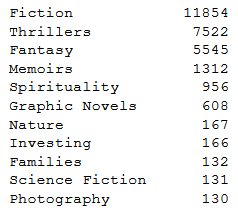 Fiction 11854
Thrillers 7522
Fantasy 5545
Memoirs 1312
Spirituality 956
Graphic Novels 608
Nature 167
Investing 166
Families 132
Science Fiction 131
Photography 130